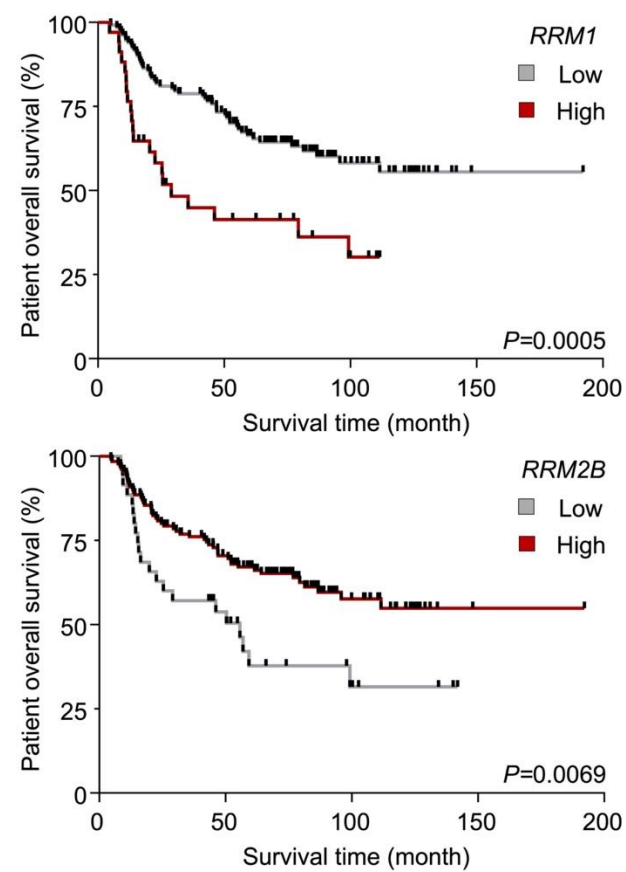 Patient overall survival (%)
100
75
50
25
0
RRM1
Low
High
P=0.0005
0 50 100 150 200
Survival time (month)
Patient overall survival (%)
100
75
50
25
0
RRM2B
Low
High
P=0.0069
0 50 100 150 200
Survival time (month)